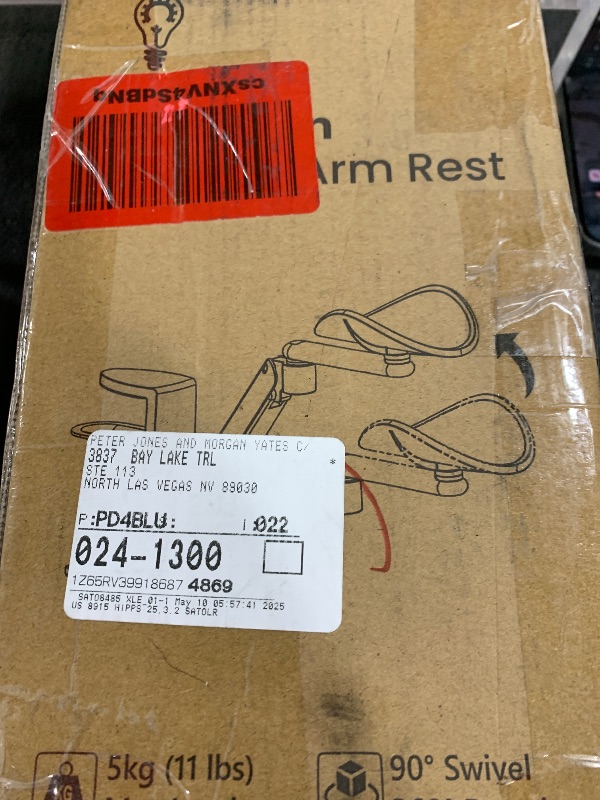 csXNV4SdBNq
n
Arm Rest
PETER JONES AND MORGAN YATES C/
3837 BAY LAKE TRL
STE 113 *
NORTH LAS VEGAS NV 89030
P:PD4BLU: I:022
024-1300
1Z65RV39918687 4869
SATO8485 XLE 01-1 May 10 05:57:41 2025
US 8915 HIPPS 25.3.2 SATOLR
5kg (11 lbs)
90° Swivel